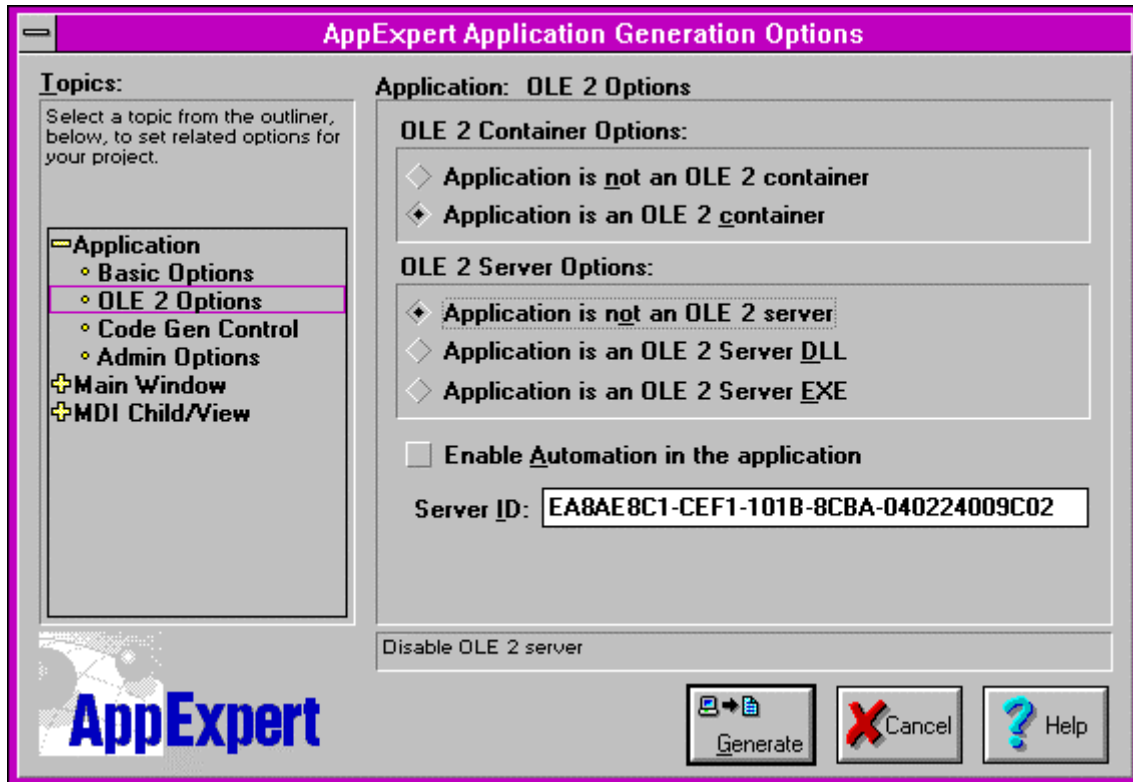 AppExpert Application Generation Options
Topics:
Select a topic from the outliner,
below, to set related options for
your project.
Application
Basic Options
OLE 2 Options
Code Gen Control
Admin Options
Main Window
MDI Child/View
Application: OLE 2 Options
OLE 2 Container Options:
Application is not an OLE 2 container
Application is an OLE 2 container
OLE 2 Server Options:
Application is not an OLE 2 server
Application is an OLE 2 Server DLL
Application is an OLE 2 Server EXE
Enable Automation in the application
Server ID: EA8AE8C1-CEF1-101B-8CBA-040224009C02
Disable OLE 2 server
AppExpert
Generate
Cancel
Help